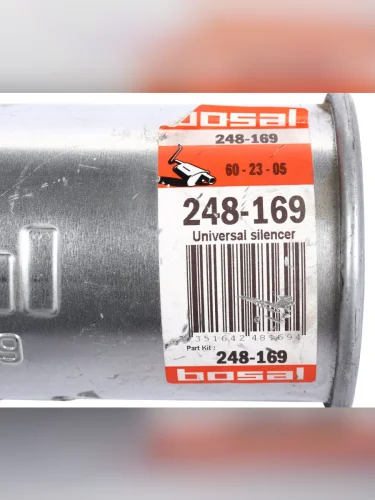 bosal
248-169
60 - 23 - 05
248-169
Universal silencer
Part Kit :
248-169
bosal